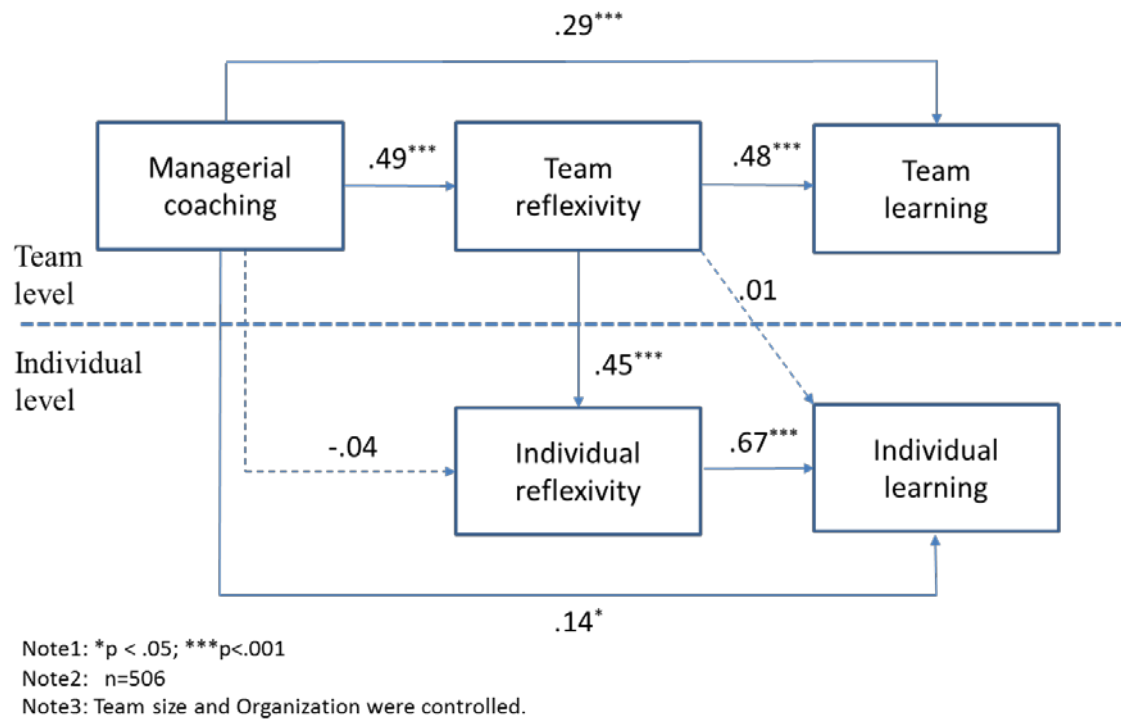 .29***
Managerial
coaching
.49***
Team
reflexivity
.48***
Team
learning
Team
level
.01
Individual
level
.45***
-.04
Individual
reflexivity
.67***
Individual
learning
.14*
Note1: *p < .05; ***p<.001
Note2: n=506
Note3: Team size and Organization were controlled.